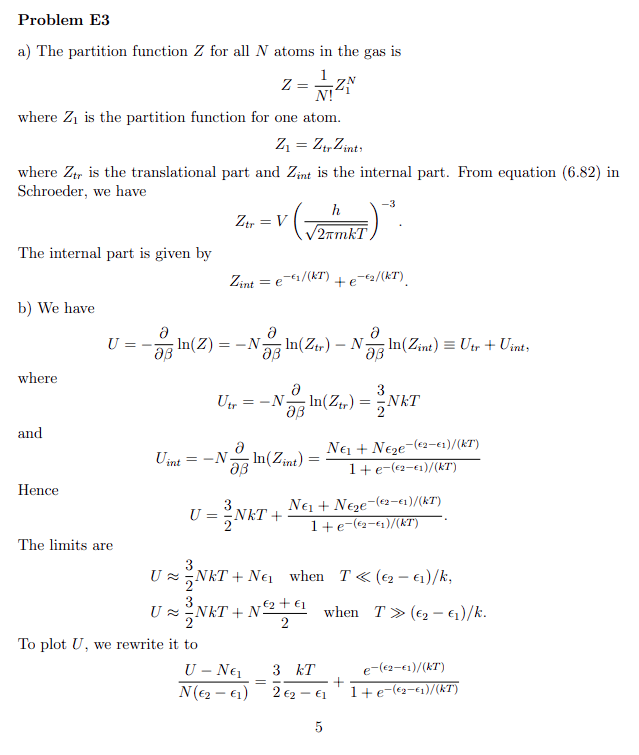 Problem E3
a) The partition function Z for all N atoms in the gas is
Z = \frac{1}{N!} Z_1^N
where Z_1 is the partition function for one atom.
Z_1 = Z_{tr} Z_{int},
where Z_{tr} is the translational part and Z_{int} is the internal part. From equation (6.82) in
Schroeder, we have
Z_{tr} = V \left( \frac{h}{\sqrt{2\pi mkT}} \right)^{-3}.
The internal part is given by
Z_{int} = e^{-\epsilon_1/(kT)} + e^{-\epsilon_2/(kT)}.
b) We have
U = -\frac{\partial}{\partial\beta} \ln(Z) = -N \frac{\partial}{\partial\beta} \ln(Z_{tr}) - N \frac{\partial}{\partial\beta} \ln(Z_{int}) \equiv U_{tr} + U_{int},
where
U_{tr} = -N \frac{\partial}{\partial\beta} \ln(Z_{tr}) = \frac{3}{2} NkT
and
U_{int} = -N \frac{\partial}{\partial\beta} \ln(Z_{int}) = \frac{N\epsilon_1 + N\epsilon_2 e^{-(\epsilon_2-\epsilon_1)/(kT)}}{1 + e^{-(\epsilon_2-\epsilon_1)/(kT)}}
Hence
U = \frac{3}{2} NkT + \frac{N\epsilon_1 + N\epsilon_2 e^{-(\epsilon_2-\epsilon_1)/(kT)}}{1 + e^{-(\epsilon_2-\epsilon_1)/(kT)}}.
The limits are
U \approx \frac{3}{2} NkT + N\epsilon_1 when T \ll (\epsilon_2 - \epsilon_1)/k,
U \approx \frac{3}{2} NkT + N \frac{\epsilon_2 + \epsilon_1}{2} when T \gg (\epsilon_2 - \epsilon_1)/k.
To plot U, we rewrite it to
\frac{U - N\epsilon_1}{N(\epsilon_2 - \epsilon_1)} = \frac{3}{2} \frac{kT}{\epsilon_2 - \epsilon_1} + \frac{e^{-(\epsilon_2-\epsilon_1)/(kT)}}{1 + e^{-(\epsilon_2-\epsilon_1)/(kT)}}
5